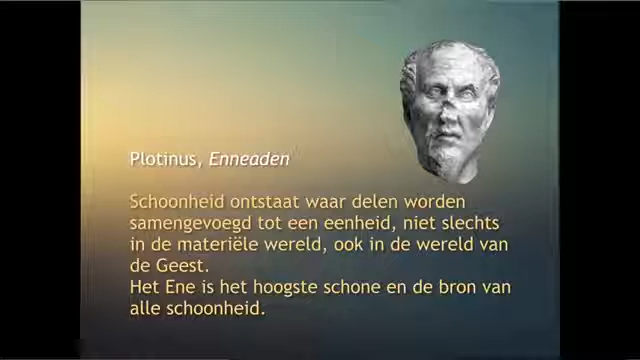 Plotinus, Enneaden
Schoonheid ontstaat waar delen worden
samengevoegd tot een eenheid, niet slechts
in de materiële wereld, ook in de wereld van
de Geest.
Het Ene is het hoogste schone en de bron van
alle schoonheid.